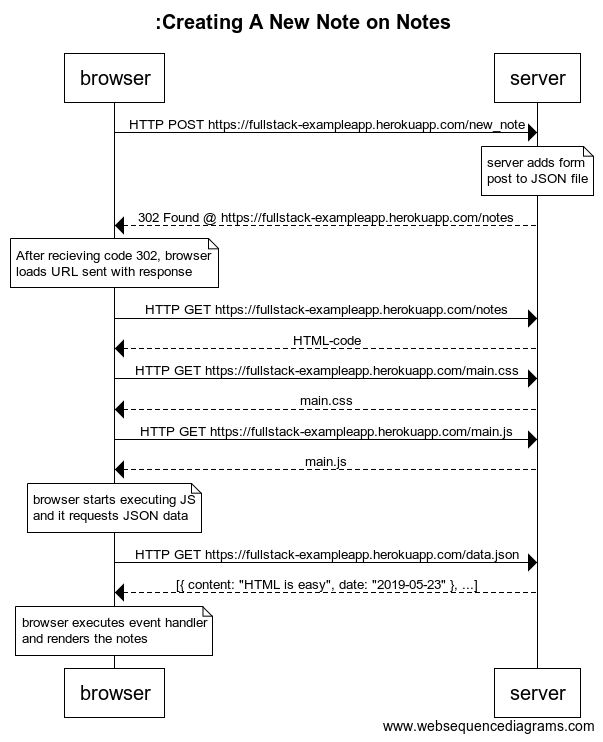 :Creating A New Note on Notes
browser
server
HTTP POST https://fullstack-exampleapp.herokuapp.com/new_note
server adds form
post to JSON file
302 Found @ https://fullstack-exampleapp.herokuapp.com/notes
After recieving code 302, browser
loads URL sent with response
HTTP GET https://fullstack-exampleapp.herokuapp.com/notes
HTML-code
HTTP GET https://fullstack-exampleapp.herokuapp.com/main.css
main.css
HTTP GET https://fullstack-exampleapp.herokuapp.com/main.js
main.js
browser starts executing JS
and it requests JSON data
HTTP GET https://fullstack-exampleapp.herokuapp.com/data.json
[{ content: "HTML is easy", date: "2019-05-23" }, ...]
browser executes event handler
and renders the notes
browser
server
www.websequencediagrams.com